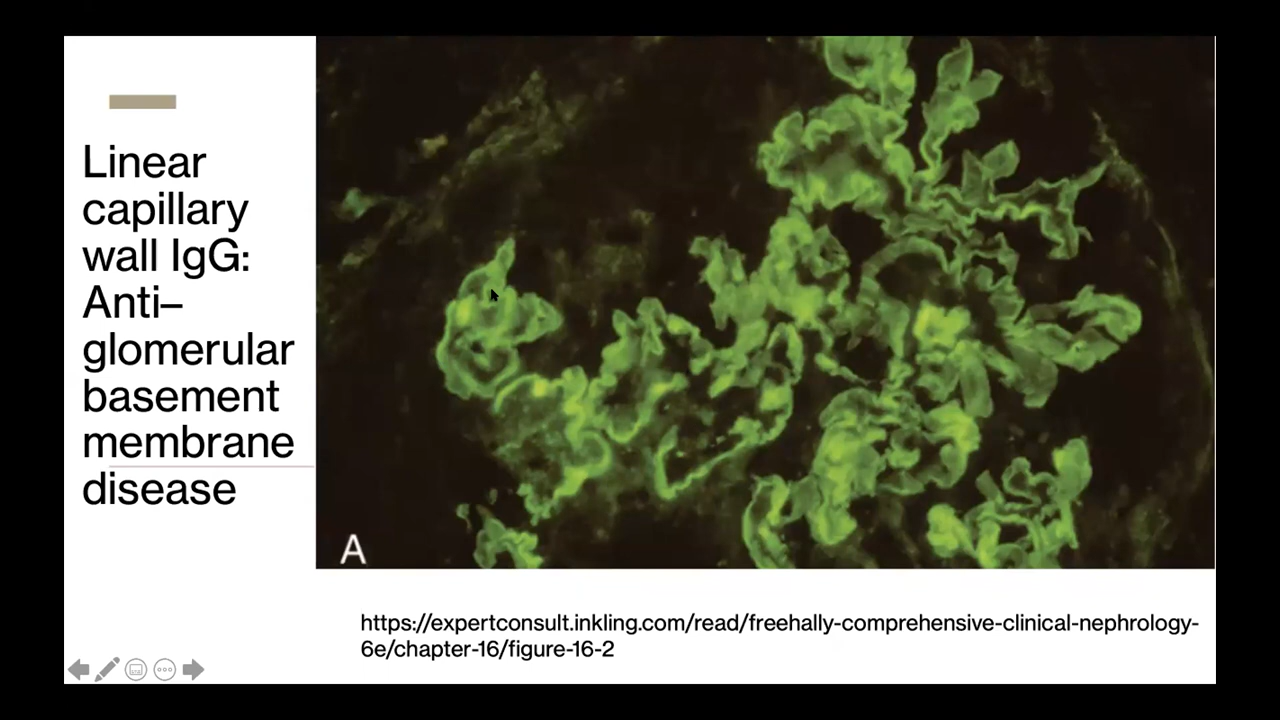 Linear
capillary
wall IgG:
Anti–
glomerular
basement
membrane
disease
A
https://expertconsult.inkling.com/read/freehally-comprehensive-clinical-nephrology-
6e/chapter-16/figure-16-2